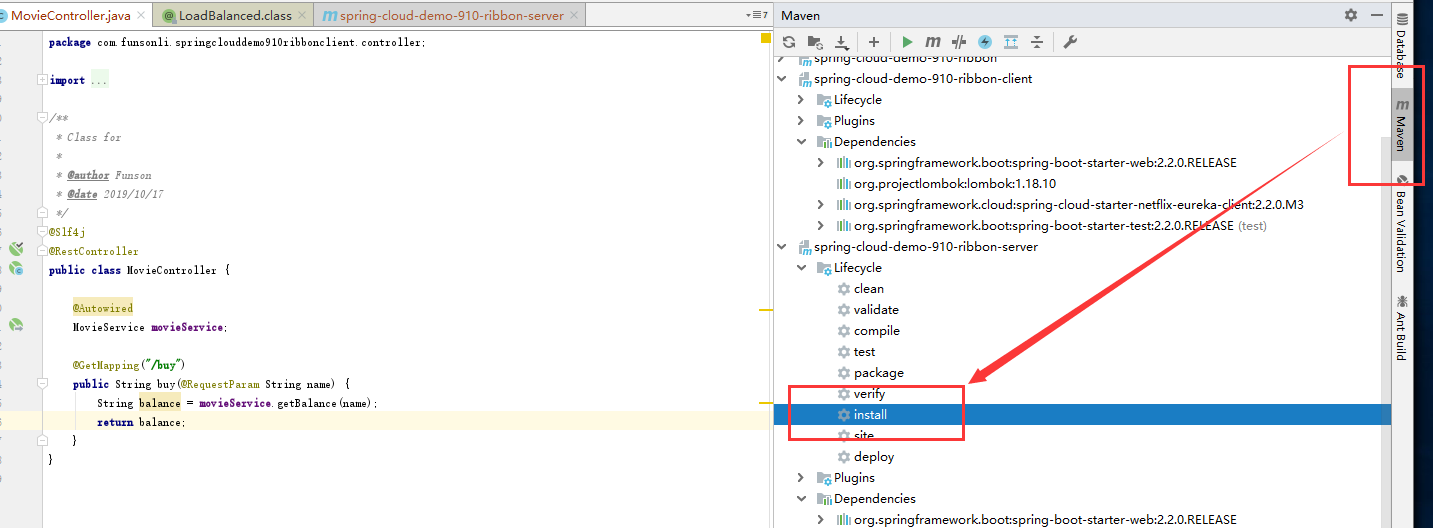 MovieController.java
LoadBalanced.class
spring-cloud-demo-910-ribbon-server
7
package com.funsonli.springclouddemo910ribbonclient.controller;
import ...
/**
* Class for
*
* @author Funson
* @date 2019/10/17
*/
@Slf4j
@RestController
public class MovieController {
@Autowired
MovieService movieService;
@GetMapping("/buy")
public String buy(@RequestParam String name) {
String balance = movieService.getBalance(name);
return balance;
}
}
Maven
spring-cloud-demo-910-ribbon
spring-cloud-demo-910-ribbon-client
Lifecycle
Plugins
Dependencies
org.springframework.boot:spring-boot-starter-web:2.2.0.RELEASE
org.projectlombok:lombok:1.18.10
org.springframework.cloud:spring-cloud-starter-netflix-eureka-client:2.2.0.M3
org.springframework.boot:spring-boot-starter-test:2.2.0.RELEASE (test)
spring-cloud-demo-910-ribbon-server
Lifecycle
clean
validate
compile
test
package
verify
install
site
deploy
Plugins
Dependencies
org.springframework.boot:spring-boot-starter-web:2.2.0.RELEASE
Database
Maven
Bean Validation
Ant Build